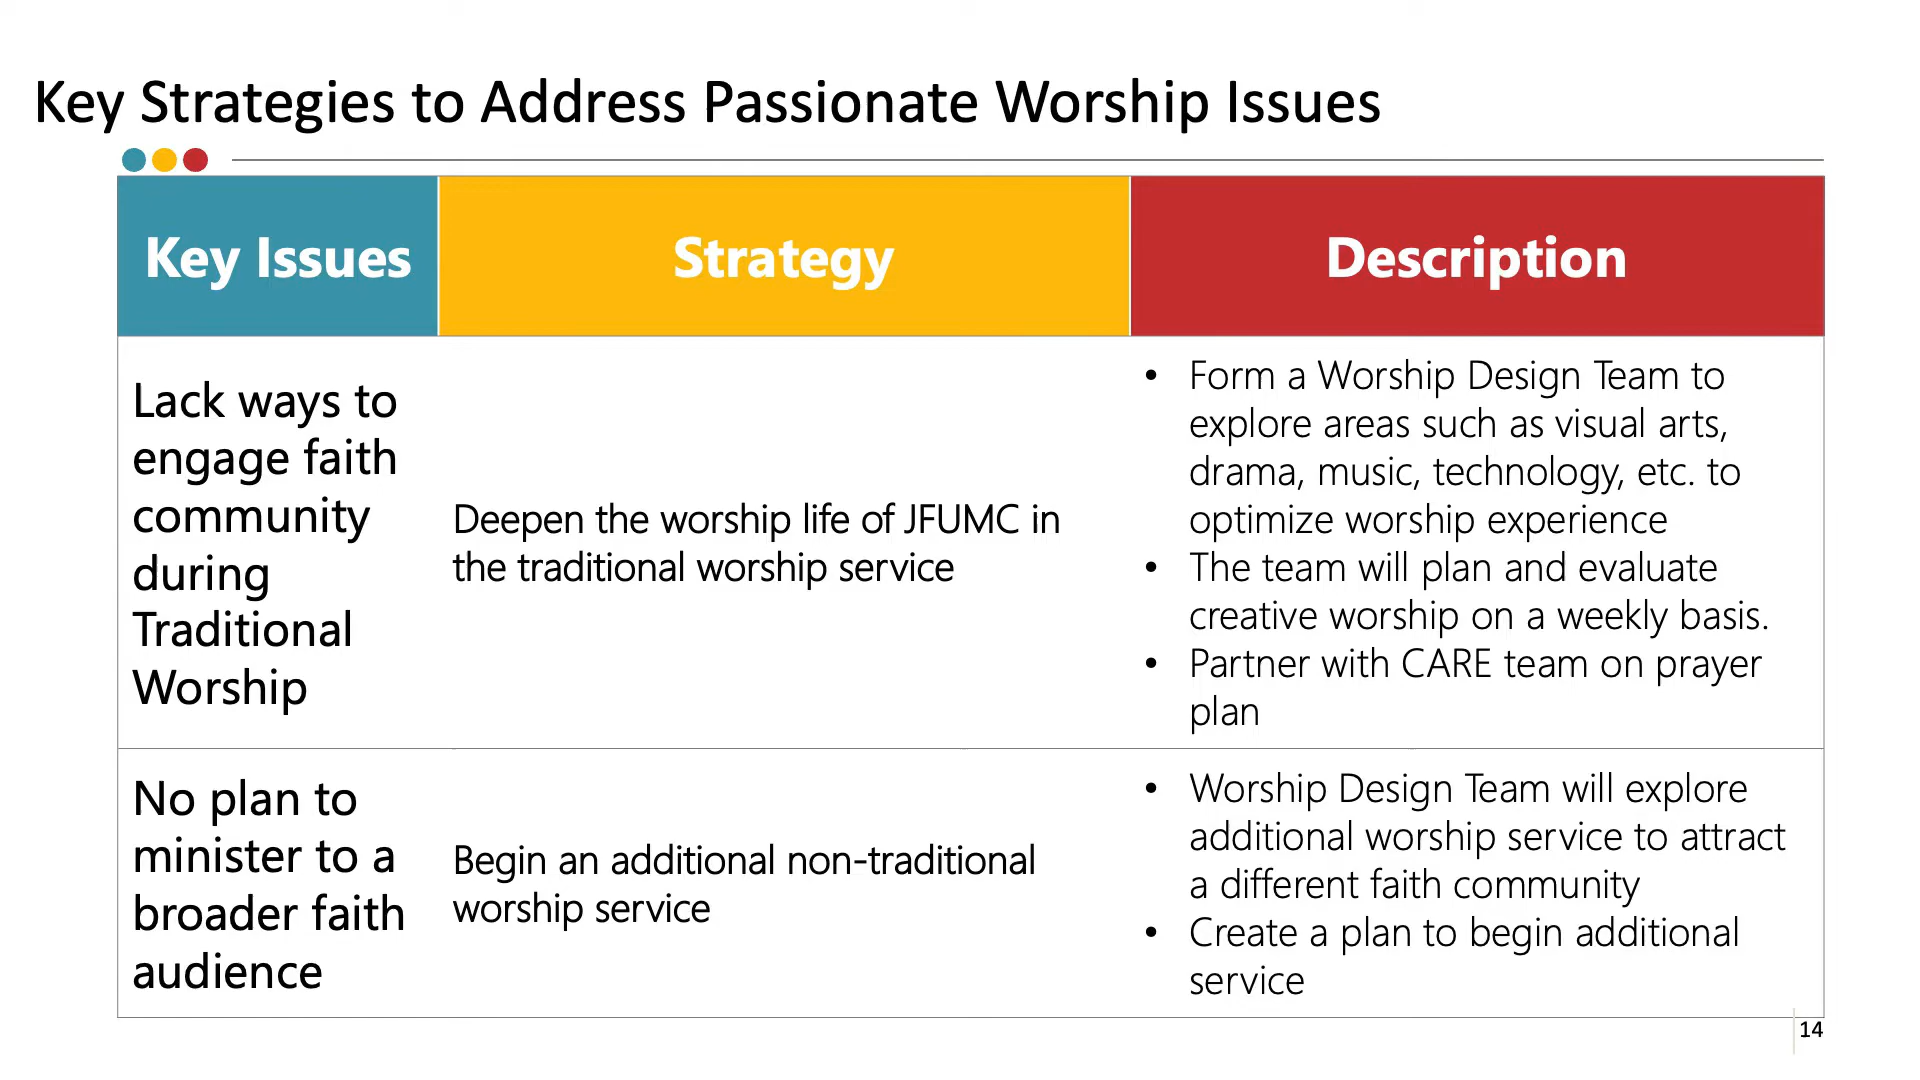 Key Strategies to Address Passionate Worship Issues
Key Issues
Strategy
Description
Lack ways to
engage faith
community
during
Traditional
Worship
Deepen the worship life of JFUMC in
the traditional worship service
• Form a Worship Design Team to
explore areas such as visual arts,
drama, music, technology, etc. to
optimize worship experience
• The team will plan and evaluate
creative worship on a weekly basis.
• Partner with CARE team on prayer
plan
No plan to
minister to a
broader faith
audience
Begin an additional non-traditional
worship service
• Worship Design Team will explore
additional worship service to attract
a different faith community
• Create a plan to begin additional
service
14